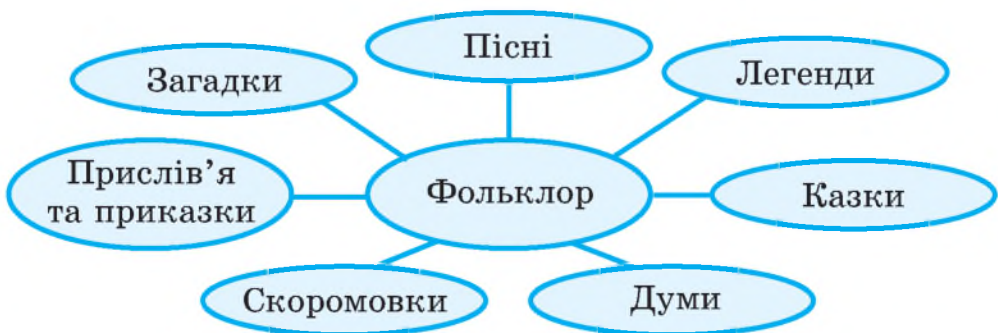 Пісні
Загадки
Легенди
Прислів’я
та приказки
Фольклор
Казки
Скоромовки
Думи